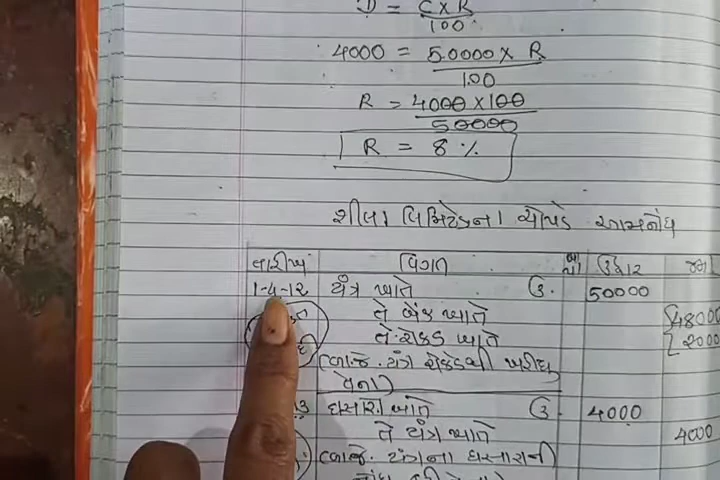 D = C X R
100
4000 = 50000 X R
100
R = 4000 X 100
50000
R = 8 %
શીલા લિમિટેડના ચોપડે આમનોંધ
તારીખ વિગત ખા પા ઉધાર જમા
1-4-12 યંત્ર ખાતે ઉ. 50000
તે બેંક ખાતે 48000
તે રોકડ ખાતે 2000
(બા.જે. યંત્ર રોકડેથી ખરીદ્યા
તેના)
ઘસારા ખાતે ઉ 4000
તે યંત્ર ખાતે 4000
(બા.જે. યંત્રના ઘસારાની